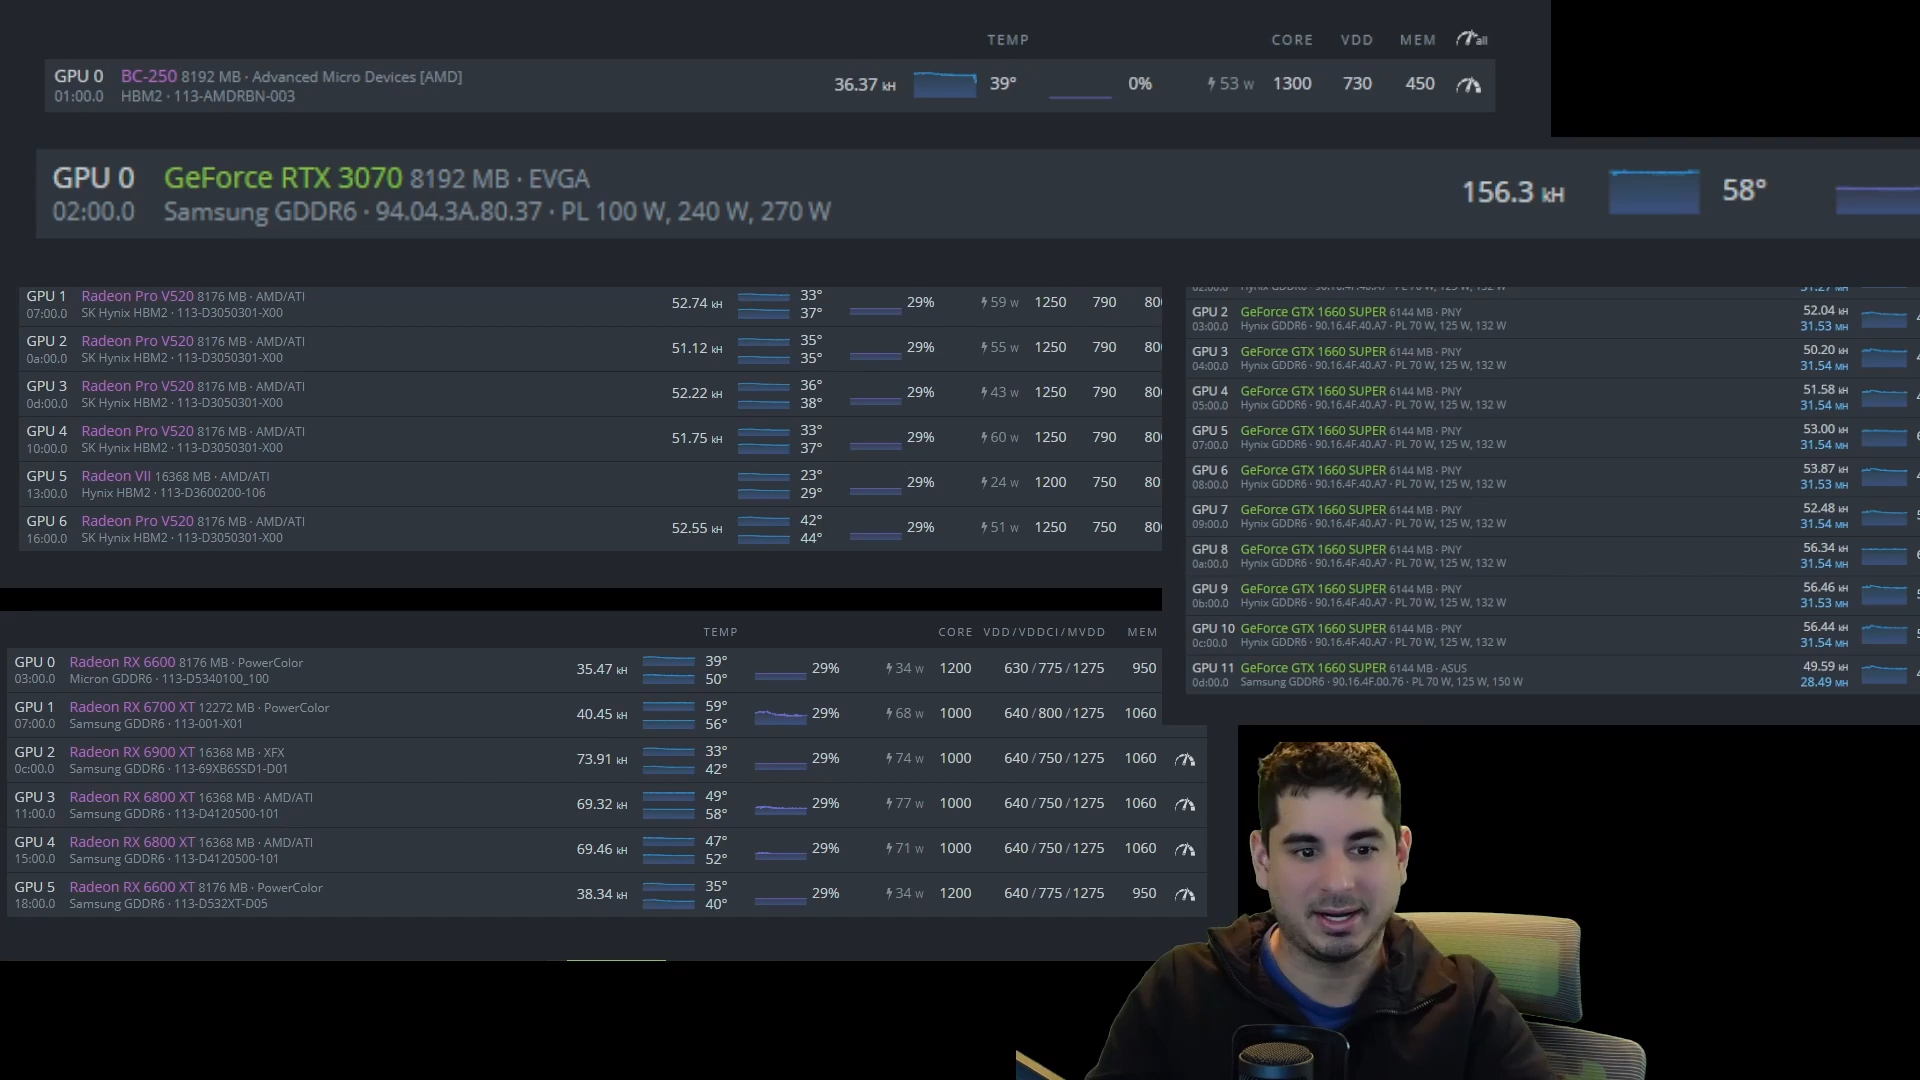 TEMP CORE VDD MEM all
GPU 0 BC-250 8192 MB · Advanced Micro Devices [AMD] 36.37 kH 39° 0% 53 w 1300 730 450
01:00.0 HBM2 · 113-AMDRBN-003
GPU 0 GeForce RTX 3070 8192 MB · EVGA 156.3 kH 58°
02:00.0 Samsung GDDR6 · 94.04.3A.80.37 · PL 100 W, 240 W, 270 W
GPU 1 Radeon Pro V520 8176 MB · AMD/ATI 52.74 kH 33° 29% 59 w 1250 790 80
07:00.0 SK Hynix HBM2 · 113-D3050301-X00 37°
GPU 2 Radeon Pro V520 8176 MB · AMD/ATI 51.12 kH 35° 29% 55 w 1250 790 80
0a:00.0 SK Hynix HBM2 · 113-D3050301-X00 35°
GPU 3 Radeon Pro V520 8176 MB · AMD/ATI 52.22 kH 36° 29% 43 w 1250 790 80
0d:00.0 SK Hynix HBM2 · 113-D3050301-X00 38°
GPU 4 Radeon Pro V520 8176 MB · AMD/ATI 51.75 kH 33° 29% 60 w 1250 790 80
10:00.0 SK Hynix HBM2 · 113-D3050301-X00 37°
GPU 5 Radeon VII 16368 MB · AMD/ATI 23° 29% 24 w 1200 750 80
13:00.0 Hynix HBM2 · 113-D3600200-106 29°
GPU 6 Radeon Pro V520 8176 MB · AMD/ATI 52.55 kH 42° 29% 51 w 1250 750 80
16:00.0 SK Hynix HBM2 · 113-D3050301-X00 44°
GPU 2 GeForce GTX 1660 SUPER 6144 MB · PNY 52.04 kH
03:00.0 Hynix GDDR6 · 90.16.4F.40.A7 · PL 70 W, 125 W, 132 W 31.53 MH
GPU 3 GeForce GTX 1660 SUPER 6144 MB · PNY 50.20 kH
04:00.0 Hynix GDDR6 · 90.16.4F.40.A7 · PL 70 W, 125 W, 132 W 31.54 MH
GPU 4 GeForce GTX 1660 SUPER 6144 MB · PNY 51.58 kH
05:00.0 Hynix GDDR6 · 90.16.4F.40.A7 · PL 70 W, 125 W, 132 W 31.54 MH
GPU 5 GeForce GTX 1660 SUPER 6144 MB · PNY 53.00 kH
07:00.0 Hynix GDDR6 · 90.16.4F.40.A7 · PL 70 W, 125 W, 132 W 31.54 MH
GPU 6 GeForce GTX 1660 SUPER 6144 MB · PNY 53.87 kH
08:00.0 Hynix GDDR6 · 90.16.4F.40.A7 · PL 70 W, 125 W, 132 W 31.53 MH
GPU 7 GeForce GTX 1660 SUPER 6144 MB · PNY 52.48 kH
09:00.0 Hynix GDDR6 · 90.16.4F.40.A7 · PL 70 W, 125 W, 132 W 31.54 MH
GPU 8 GeForce GTX 1660 SUPER 6144 MB · PNY 56.34 kH
0a:00.0 Hynix GDDR6 · 90.16.4F.40.A7 · PL 70 W, 125 W, 132 W 31.54 MH
GPU 9 GeForce GTX 1660 SUPER 6144 MB · PNY 56.46 kH
0b:00.0 Hynix GDDR6 · 90.16.4F.40.A7 · PL 70 W, 125 W, 132 W 31.53 MH
GPU 10 GeForce GTX 1660 SUPER 6144 MB · PNY 56.44 kH
0c:00.0 Hynix GDDR6 · 90.16.4F.40.A7 · PL 70 W, 125 W, 132 W 31.54 MH
GPU 11 GeForce GTX 1660 SUPER 6144 MB · ASUS 49.59 kH
0d:00.0 Samsung GDDR6 · 90.16.4F.00.76 · PL 70 W, 125 W, 150 W 28.49 MH
TEMP CORE VDD/VDDCI/MVDD MEM
GPU 0 Radeon RX 6600 8176 MB · PowerColor 35.47 kH 39° 29% 34 w 1200 630/775/1275 950
03:00.0 Micron GDDR6 · 113-D5340100_100 50°
GPU 1 Radeon RX 6700 XT 12272 MB · PowerColor 40.45 kH 59° 29% 68 w 1000 640/800/1275 1060
07:00.0 Samsung GDDR6 · 113-001-X01 56°
GPU 2 Radeon RX 6900 XT 16368 MB · XFX 73.91 kH 33° 29% 74 w 1000 640/750/1275 1060
0c:00.0 Samsung GDDR6 · 113-69XB6SSD1-D01 42°
GPU 3 Radeon RX 6800 XT 16368 MB · AMD/ATI 69.32 kH 49° 29% 77 w 1000 640/750/1275 1060
11:00.0 Samsung GDDR6 · 113-D4120500-101 58°
GPU 4 Radeon RX 6800 XT 16368 MB · AMD/ATI 69.46 kH 47° 29% 71 w 1000 640/750/1275 1060
15:00.0 Samsung GDDR6 · 113-D4120500-101 52°
GPU 5 Radeon RX 6600 XT 8176 MB · PowerColor 38.34 kH 35° 29% 34 w 1200 640/775/1275 950
18:00.0 Samsung GDDR6 · 113-D532XT-D05 40°